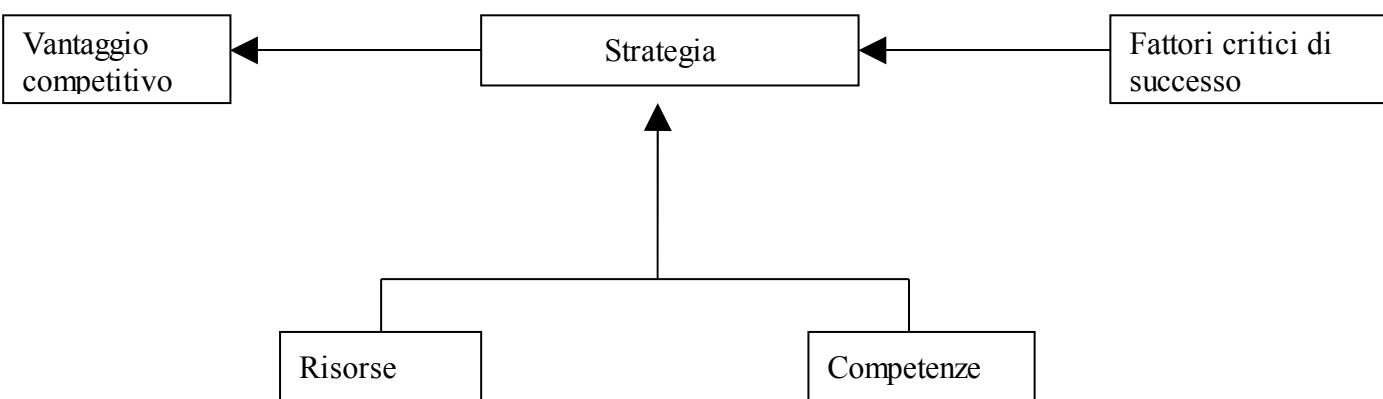 Vantaggio
competitivo
Strategia
Fattori critici di
successo
Risorse
Competenze